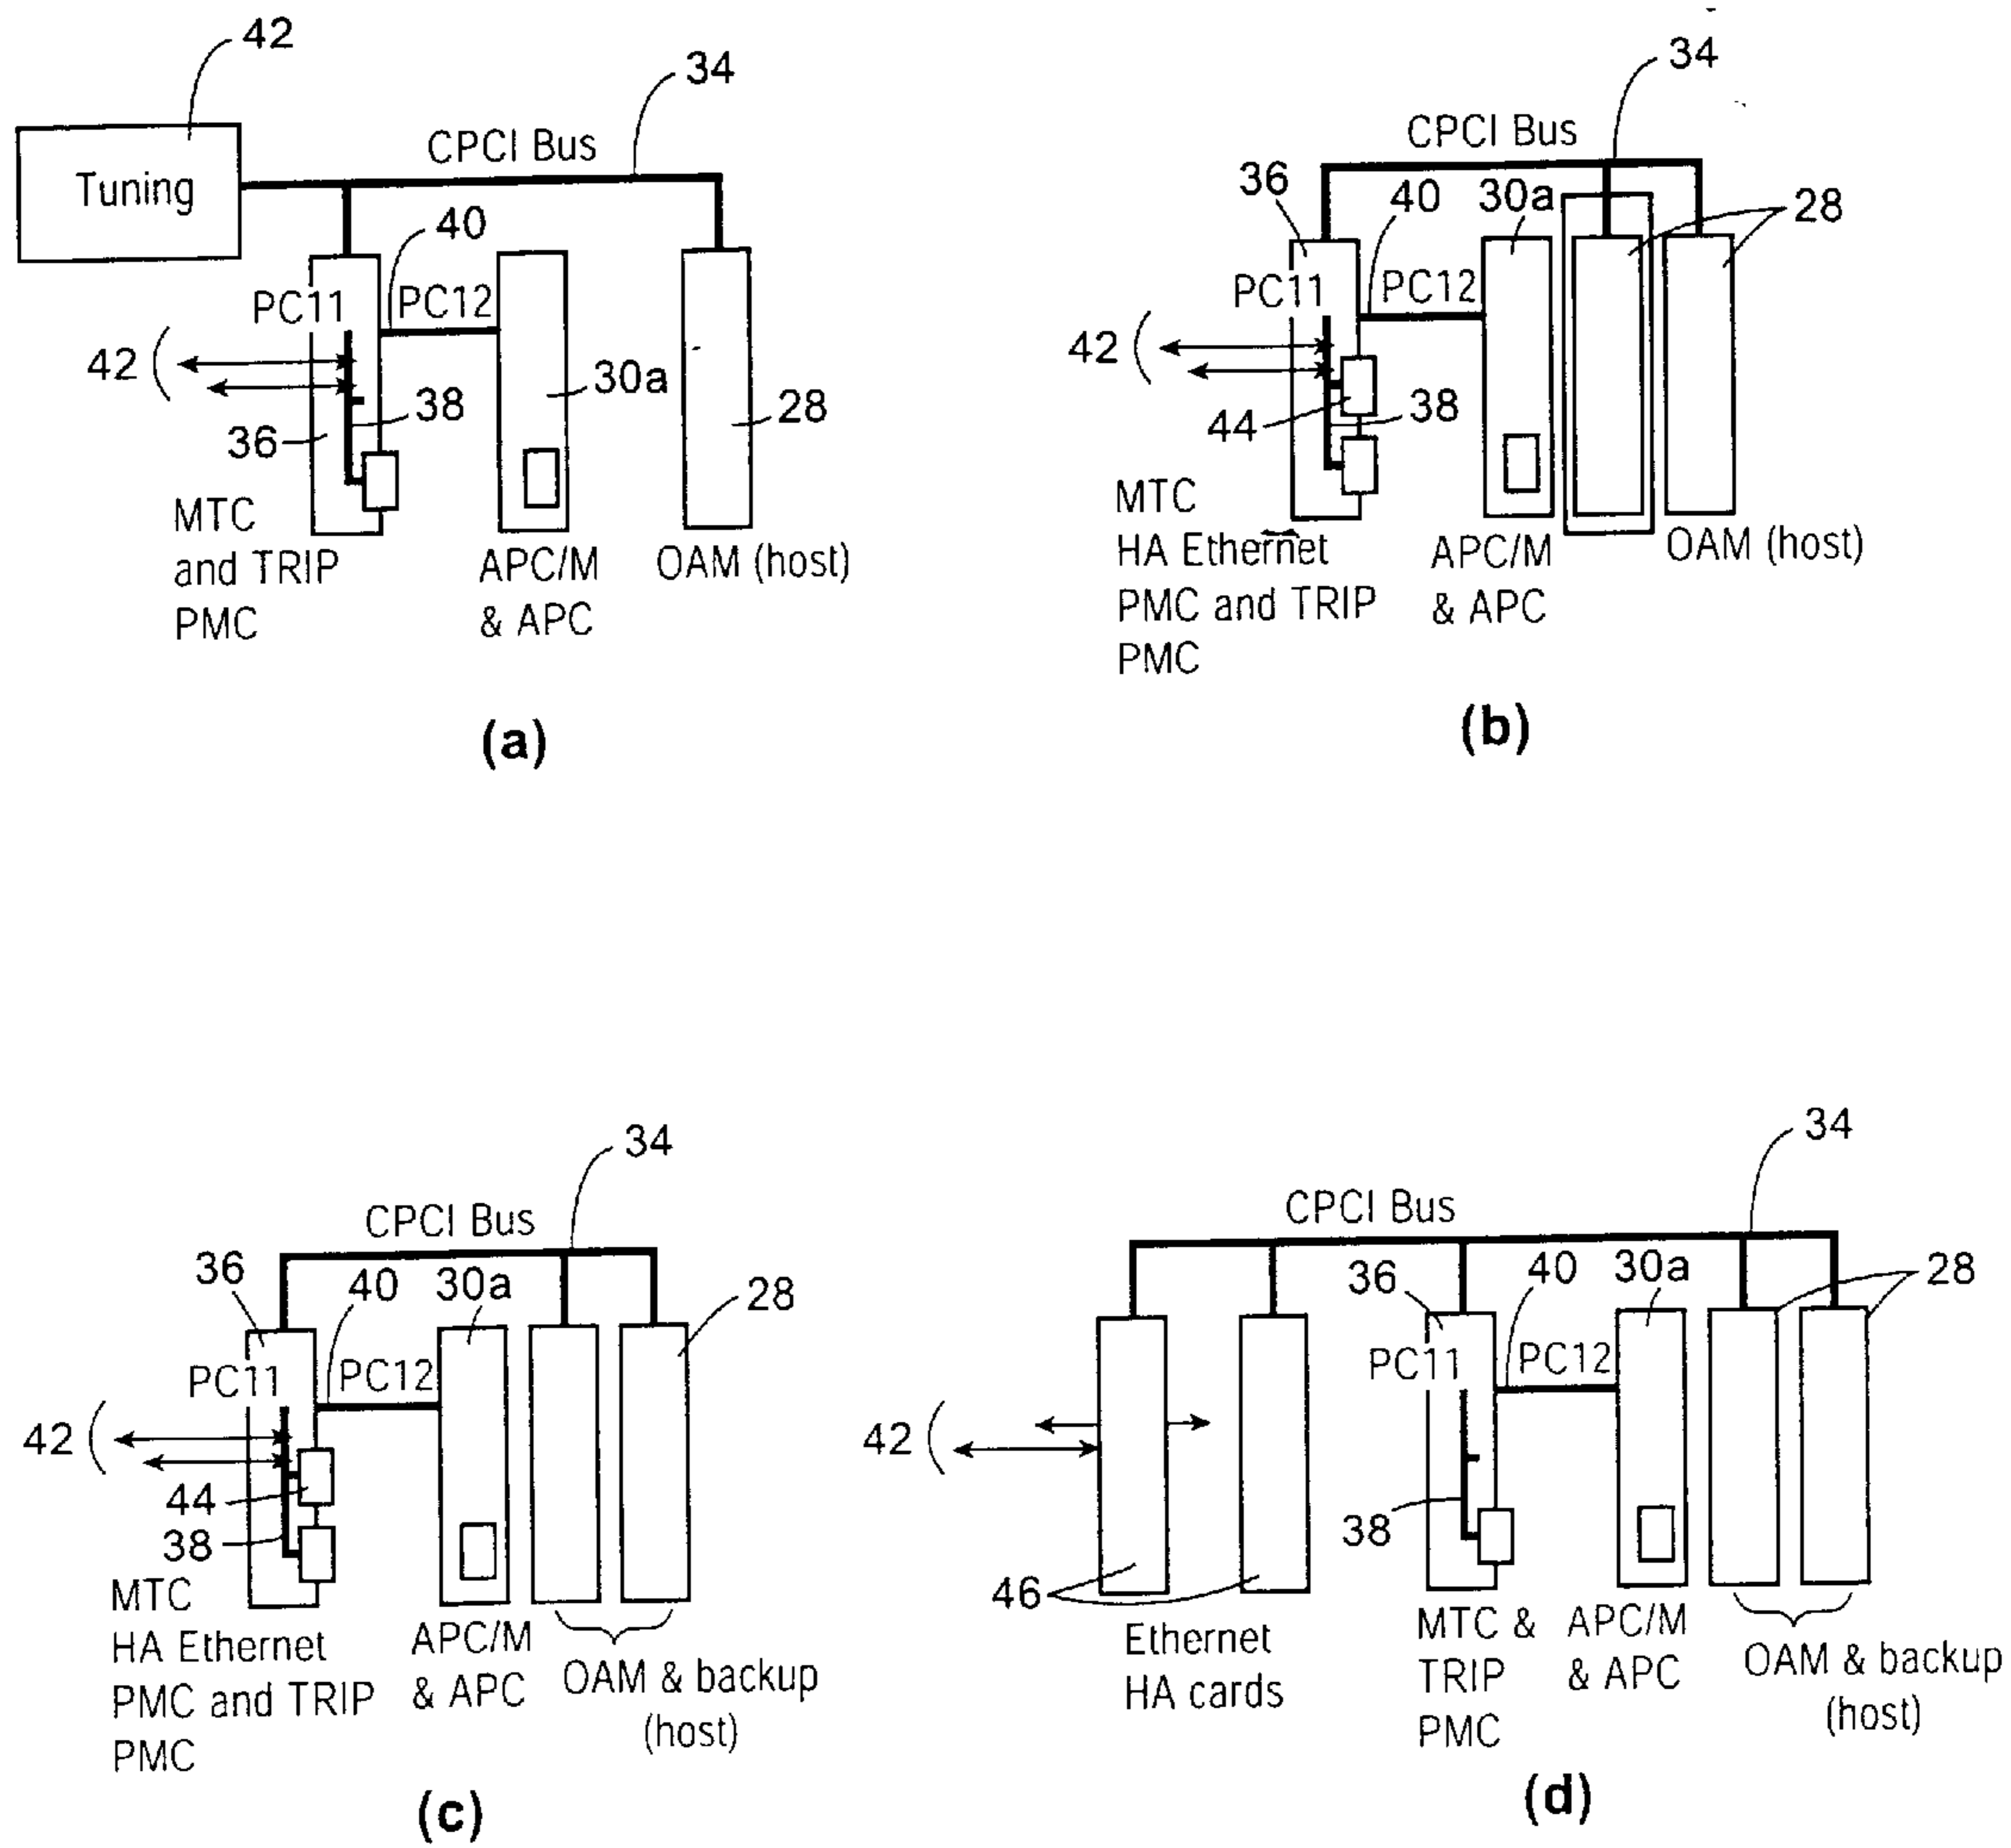 42
34
CPCI Bus
Tuning
40
PC11
PC12
42
30a
38
28
36
MTC
and TRIP
PMC
APC/M
& APC
OAM (host)
(a)
34
CPCI Bus
36
40
30a
28
PC11
PC12
42
44
38
MTC
HA Ethernet
PMC and TRIP
PMC
APC/M
& APC
OAM (host)
(b)
34
CPCI Bus
36
40
30a
28
PC11
PC12
42
44
38
MTC
HA Ethernet
PMC and TRIP
PMC
APC/M
& APC
OAM & backup
(host)
(c)
34
CPCI Bus
36
40
30a
28
PC11
PC12
42
38
46
Ethernet
HA cards
MTC &
TRIP
PMC
APC/M
& APC
OAM & backup
(host)
(d)